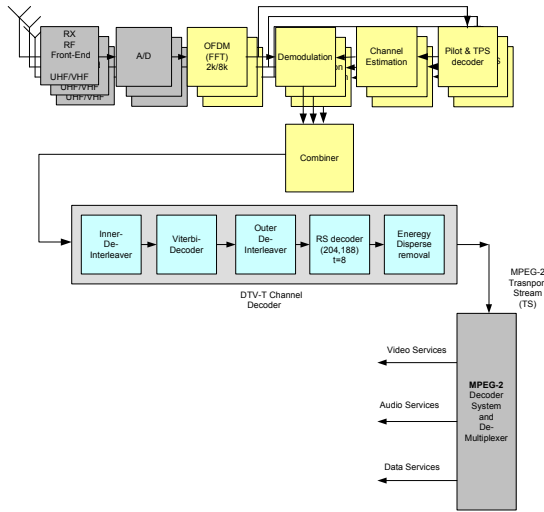 RX
RF
Front-End
UHF/VHF
UHF/VHF
UHF/VHF
A/D
OFDM
(FFT)
2k/8k
Demodulation
Channel
Estimation
Pilot & TPS
decoder
Combiner
Inner-
De-
Interleaver
Viterbi-
Decoder
Outer
De-
Interleaver
RS decoder
(204,188)
t=8
Eneregy
Disperse
removal
DTV-T Channel
Decoder
MPEG-2
Trasnport
Stream
(TS)
Video Services
Audio Services
Data Services
MPEG-2
Decoder
System
and
De-
Multiplexer